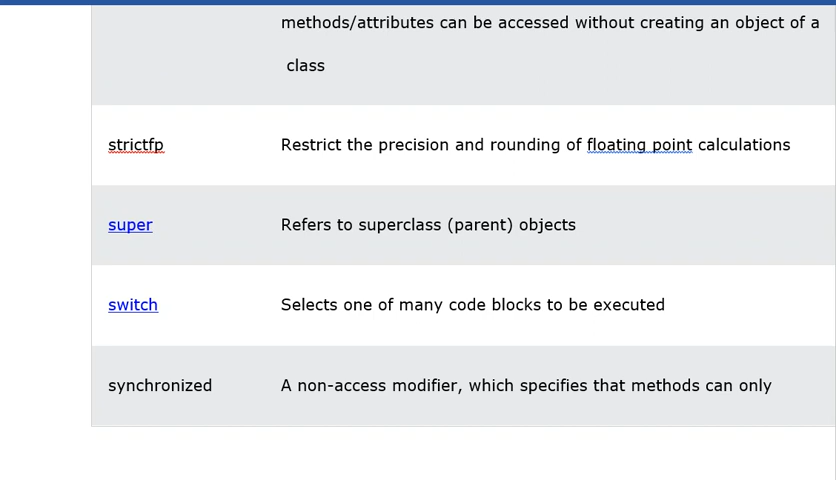 methods/attributes can be accessed without creating an object of a
class
strictfp Restrict the precision and rounding of floating point calculations
super Refers to superclass (parent) objects
switch Selects one of many code blocks to be executed
synchronized A non-access modifier, which specifies that methods can only